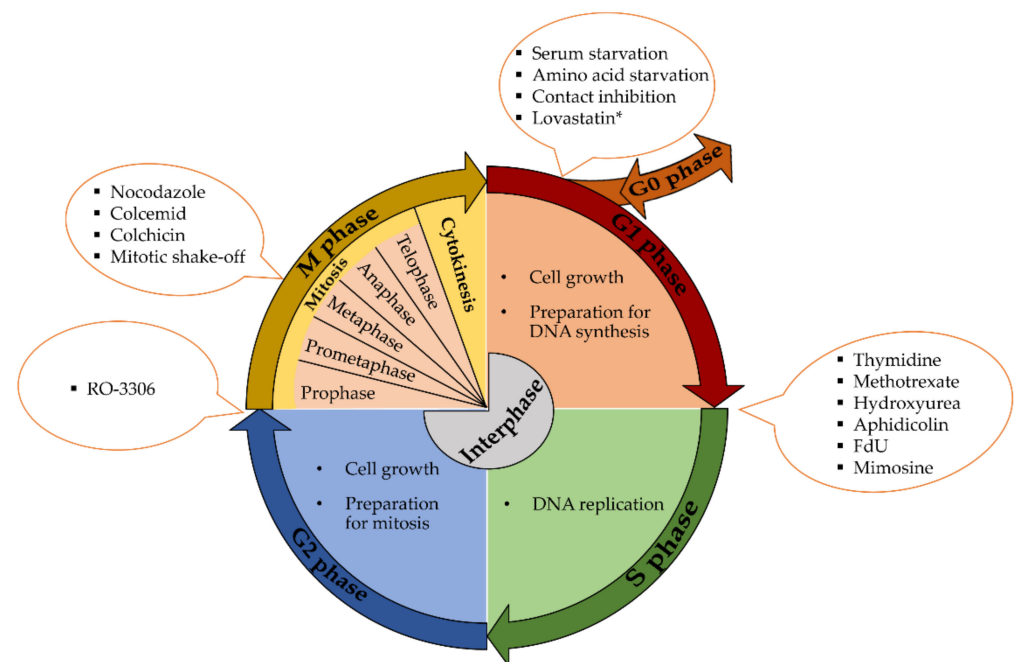 ▪ Serum starvation
▪ Amino acid starvation
▪ Contact inhibition
▪ Lovastatin*
G0 phase
▪ Nocodazole
▪ Colcemid
▪ Colchicin
▪ Mitotic shake-off
M phase
Mitosis
Prophase
Prometaphase
Metaphase
Anaphase
Telophase
Cytokinesis
G1 phase
• Cell growth
• Preparation for
DNA synthesis
▪ RO-3306
▪ Thymidine
▪ Methotrexate
▪ Hydroxyurea
▪ Aphidicolin
▪ FdU
▪ Mimosine
Interphase
• Cell growth
• Preparation
for mitosis
G2 phase
• DNA replication
S phase